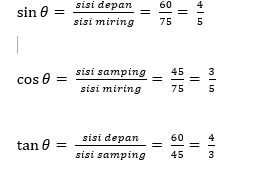 sin θ = sisi depan / sisi miring = 60/75 = 4/5
cos θ = sisi samping / sisi miring = 45/75 = 3/5
tan θ = sisi depan / sisi samping = 60/45 = 4/3